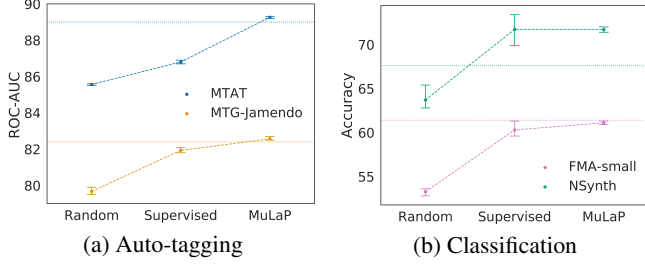 90
88
86
84
82
80
ROC-AUC
MTAT
MTG-Jamendo
Random Supervised MuLaP
(a) Auto-tagging
70
65
60
55
Accuracy
FMA-small
NSynth
Random Supervised MuLaP
(b) Classification